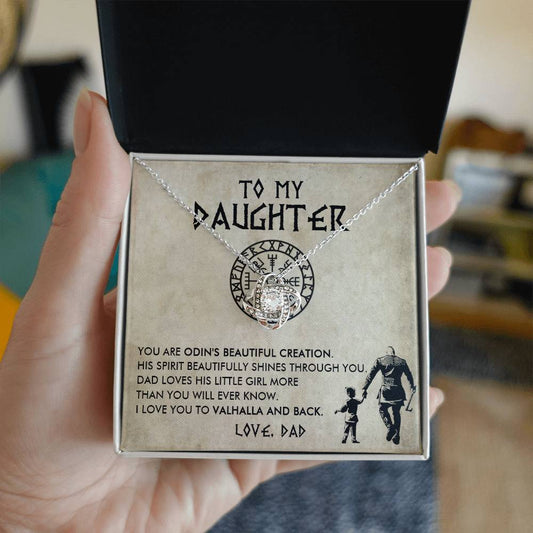 TO MY
DAUGHTER
YOU ARE ODIN'S BEAUTIFUL CREATION.
HIS SPIRIT BEAUTIFULLY SHINES THROUGH YOU.
DAD LOVES HIS LITTLE GIRL MORE
THAN YOU WILL EVER KNOW.
I LOVE YOU TO VALHALLA AND BACK.
LOVE, DAD